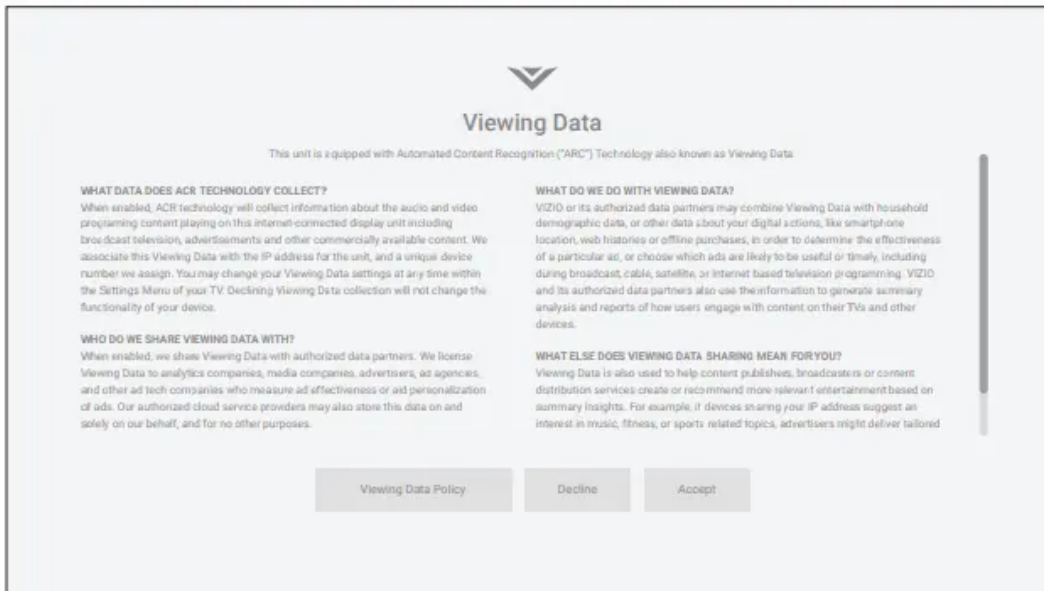 Viewing Data
This unit is equipped with Automated Content Recognition ("ARC") Technology also known as Viewing Data
WHAT DATA DOES ACR TECHNOLOGY COLLECT?
When enabled, ACR technology will collect information about the audio and video
programing content playing on this internet-connected display unit including
broadcast television, advertisements and other commercially available content. We
associate this Viewing Data with the IP address for the unit, and a unique device
number we assign. You may change your Viewing Data settings at any time within
the Settings Menu of your TV. Declining Viewing Data collection will not change the
functionality of your device.
WHO DO WE SHARE VIEWING DATA WITH?
When enabled, we share Viewing Data with authorized data partners. We license
Viewing Data to analytics companies, media companies, advertisers, ad agencies,
and other ad tech companies who measure ad effectiveness or aid personalization
of ads. Our authorized cloud service providers may also store this data on and
solely on our behalf, and for no other purposes.
WHAT DO WE DO WITH VIEWING DATA?
VIZIO or its authorized data partners may combine Viewing Data with household
demographic data, or other data about your digital actions, like smartphone
location, web histories or offline purchases, in order to determine the effectiveness
of a particular ad, or choose which ads are likely to be useful or timely, including
during broadcast, cable, satellite, or Internet based television programming. VIZIO
and its authorized data partners also use the information to generate summary
analysis and reports of how users engage with content on their TVs and other
devices.
WHAT ELSE DOES VIEWING DATA SHARING MEAN FOR YOU?
Viewing Data is also used to help content publishees, broadcasters or content
distribution services create or recommend more relevant entertainment based on
summary insights. For example, if devices sharing your IP address suggest an
interest in music, fitness, or sports related topics, advertisers might deliver tailored
Viewing Data Policy
Decline
Accept